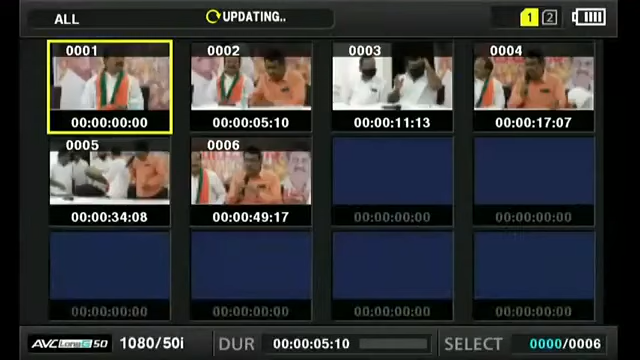 ALL UPDATING.. 1 2
0001 0002 0003 0004
00:00:00:00 00:00:05:10 00:00:11:13 00:00:17:07
0005 0006
00:00:34:08 00:00:49:17 00:00:00:00 00:00:00:00
00:00:00:00 00:00:00:00 00:00:00:00 00:00:00:00
AVC LongG 50 1080/50i DUR 00:00:05:10 SELECT 0000/0006